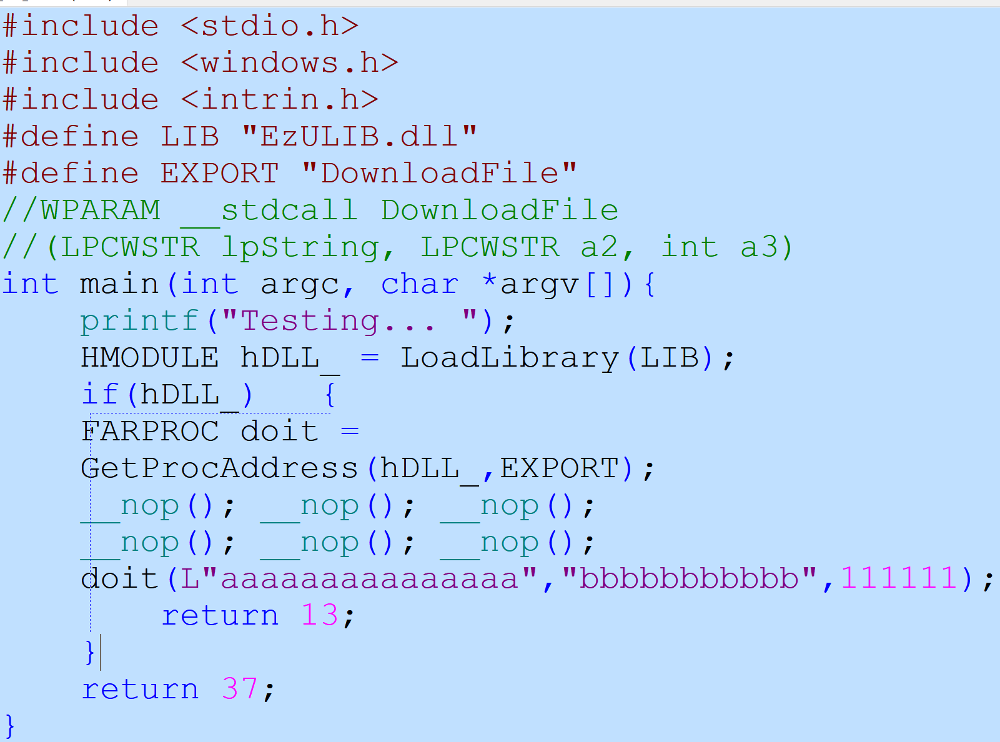 #include <stdio.h>
#include <windows.h>
#include <intrin.h>
#define LIB "EzULIB.dll"
#define EXPORT "DownloadFile"
//WPARAM __stdcall DownloadFile
//(LPCWSTR lpString, LPCWSTR a2, int a3)
int main(int argc, char *argv[]){
    printf("Testing... ");
    HMODULE hDLL_ = LoadLibrary(LIB);
    if(hDLL_)   {
    FARPROC doit =
    GetProcAddress(hDLL_,EXPORT);
    __nop(); __nop(); __nop();
    __nop(); __nop(); __nop();
    doit(L"aaaaaaaaaaaaaaa","bbbbbbbbbbb",111111);
        return 13;
    }
    return 37;
}